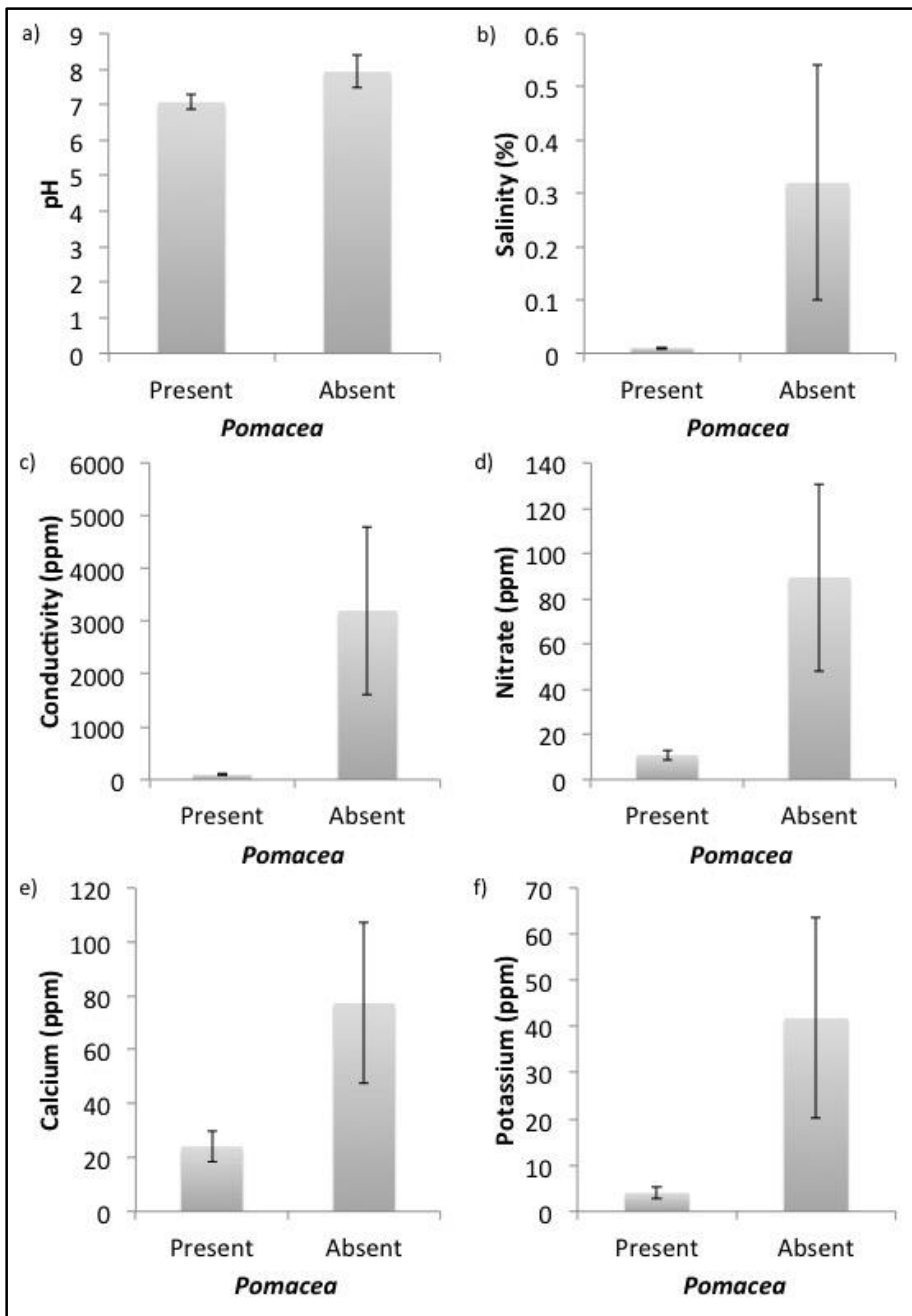 a)
pH
9
8
7
6
5
4
3
2
1
0
Present Absent
Pomacea
b)
Salinity (%)
0.6
0.5
0.4
0.3
0.2
0.1
0
Present Absent
Pomacea
c)
Conductivity (ppm)
6000
5000
4000
3000
2000
1000
0
Present Absent
Pomacea
d)
Nitrate (ppm)
140
120
100
80
60
40
20
0
Present Absent
Pomacea
e)
Calcium (ppm)
120
100
80
60
40
20
0
Present Absent
Pomacea
f)
Potassium (ppm)
70
60
50
40
30
20
10
0
Present Absent
Pomacea